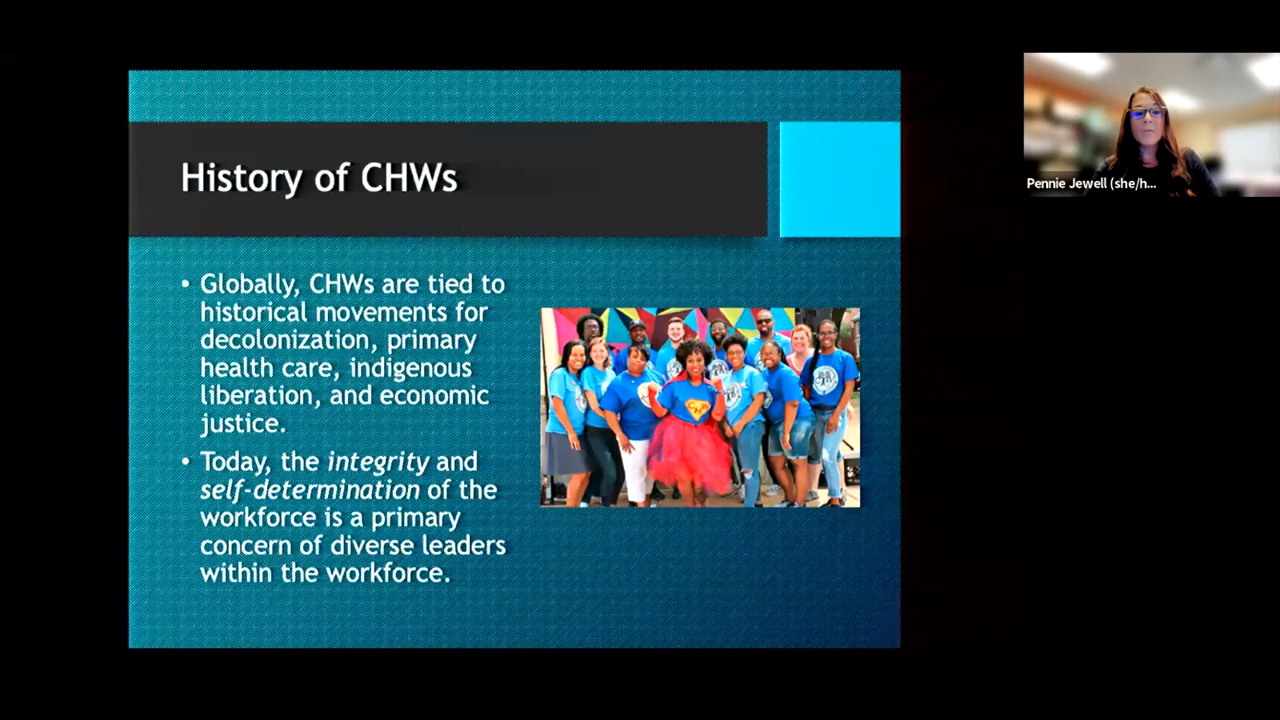 History of CHWs
• Globally, CHWs are tied to
historical movements for
decolonization, primary
health care, indigenous
liberation, and economic
justice.
• Today, the integrity and
self-determination of the
workforce is a primary
concern of diverse leaders
within the workforce.
Pennie Jewell (she/h...